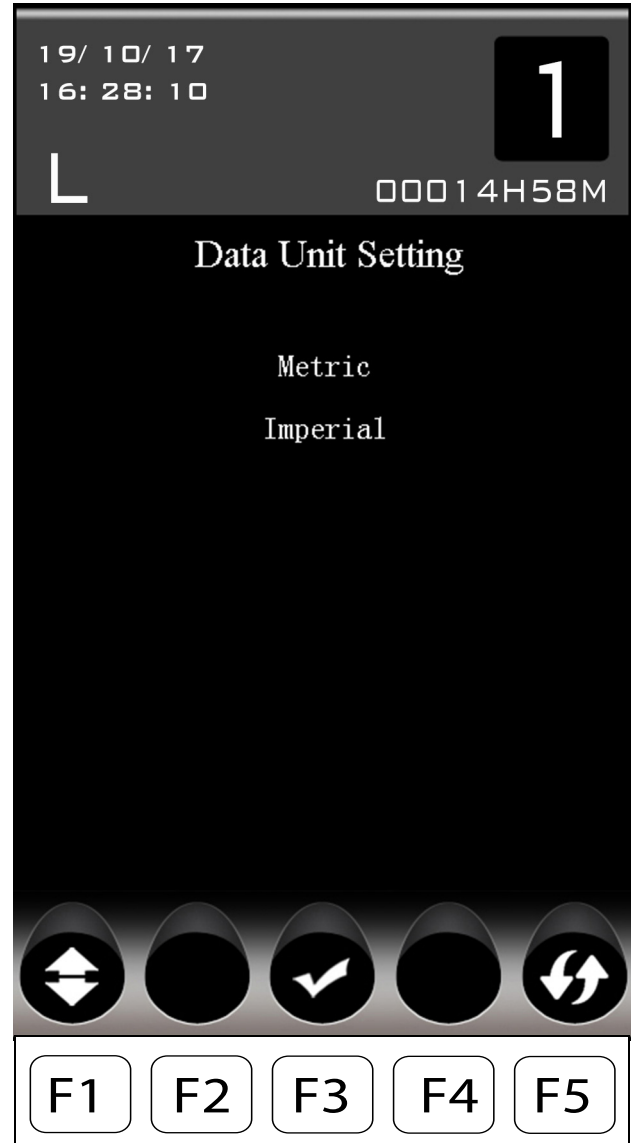 19/ 10/ 17
16: 28: 10
1
L
00014H58M
Data Unit Setting
Metric
Imperial
F1 F2 F3 F4 F5